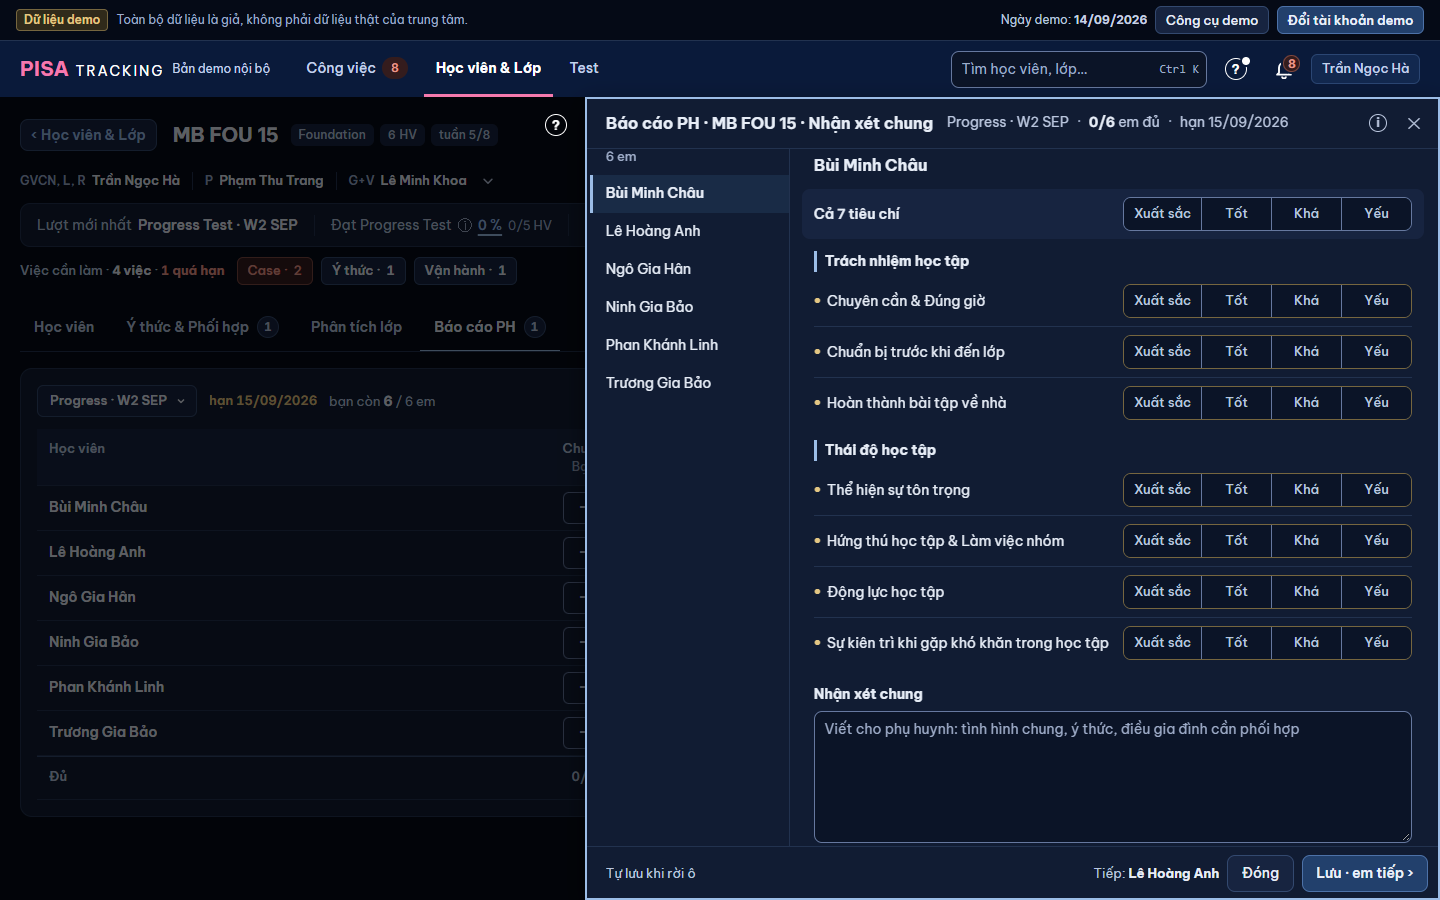 Dữ liệu demo Toàn bộ dữ liệu là giả, không phải dữ liệu thật của trung tâm.
Ngày demo: 14/09/2026 Công cụ demo Đổi tài khoản demo
PISA TRACKING Bản demo nội bộ Công việc 8 Học viên & Lớp Test
Tìm học viên, lớp... Ctrl K ? 8 Trần Ngọc Hà
‹ Học viên & Lớp MB FOU 15 Foundation 6 HV tuần 5/8 ?
GVCN, L, R Trần Ngọc Hà P Phạm Thu Trang G+V Lê Minh Khoa
Lượt mới nhất Progress Test · W2 SEP Đạt Progress Test 0 % 0/5 HV
Việc cần làm · 4 việc · 1 quá hạn Case · 2 Ý thức · 1 Vận hành · 1
Học viên Ý thức & Phối hợp 1 Phân tích lớp Báo cáo PH 1
Progress · W2 SEP hạn 15/09/2026 bạn còn 6 / 6 em
Học viên
Bùi Minh Châu
Lê Hoàng Anh
Ngô Gia Hân
Ninh Gia Bảo
Phan Khánh Linh
Trương Gia Bảo
Đủ
Báo cáo PH · MB FOU 15 · Nhận xét chung Progress · W2 SEP · 0/6 em đủ · hạn 15/09/2026
6 em
Bùi Minh Châu
Lê Hoàng Anh
Ngô Gia Hân
Ninh Gia Bảo
Phan Khánh Linh
Trương Gia Bảo
Bùi Minh Châu
Cả 7 tiêu chí Xuất sắc Tốt Khá Yếu
Trách nhiệm học tập
• Chuyên cần & Đúng giờ Xuất sắc Tốt Khá Yếu
• Chuẩn bị trước khi đến lớp Xuất sắc Tốt Khá Yếu
• Hoàn thành bài tập về nhà Xuất sắc Tốt Khá Yếu
Thái độ học tập
• Thể hiện sự tôn trọng Xuất sắc Tốt Khá Yếu
• Hứng thú học tập & Làm việc nhóm Xuất sắc Tốt Khá Yếu
• Động lực học tập Xuất sắc Tốt Khá Yếu
• Sự kiên trì khi gặp khó khăn trong học tập Xuất sắc Tốt Khá Yếu
Nhận xét chung
Viết cho phụ huynh: tình hình chung, ý thức, điều gia đình cần phối hợp
Tự lưu khi rời ô Tiếp: Lê Hoàng Anh Đóng Lưu · em tiếp ›